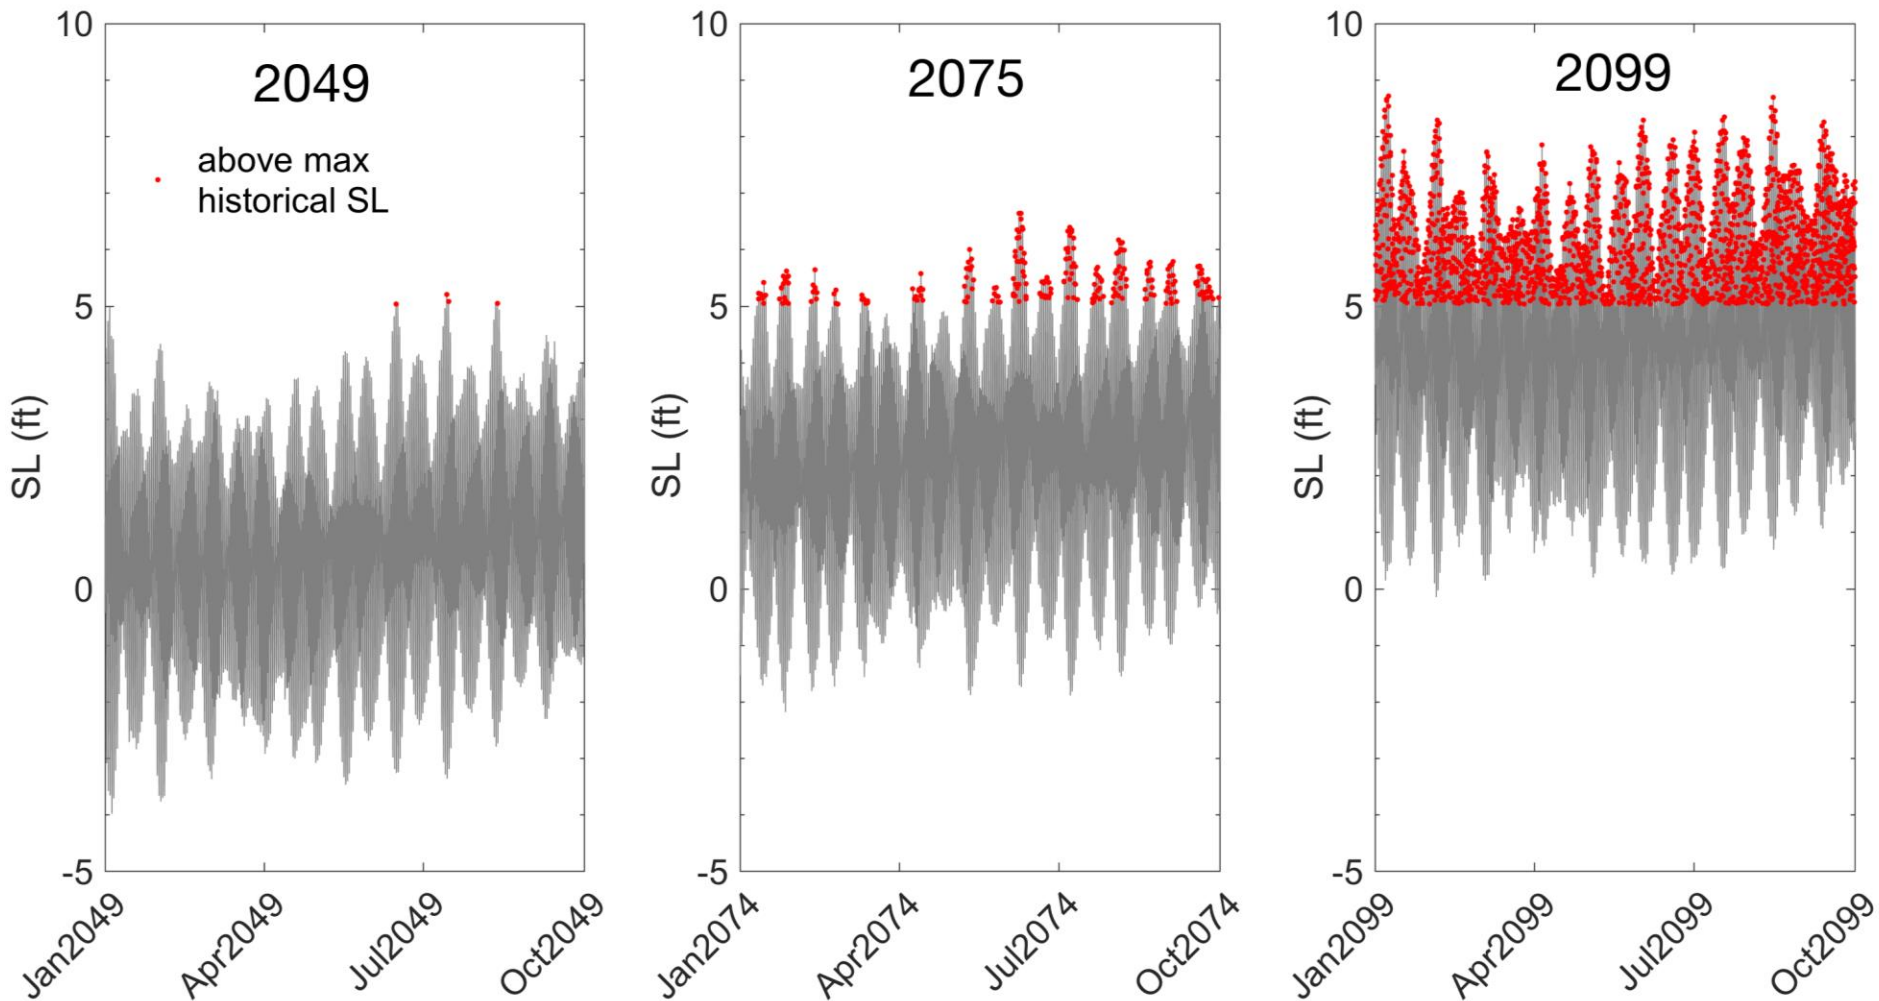 2049
above max
historical SL
SL (ft)
10
5
0
-5
Jan2049
Apr2049
Jul2049
Oct2049
2075
SL (ft)
10
5
0
-5
Jan2074
Apr2074
Jul2074
Oct2074
2099
SL (ft)
10
5
0
-5
Jan2099
Apr2099
Jul2099
Oct2099